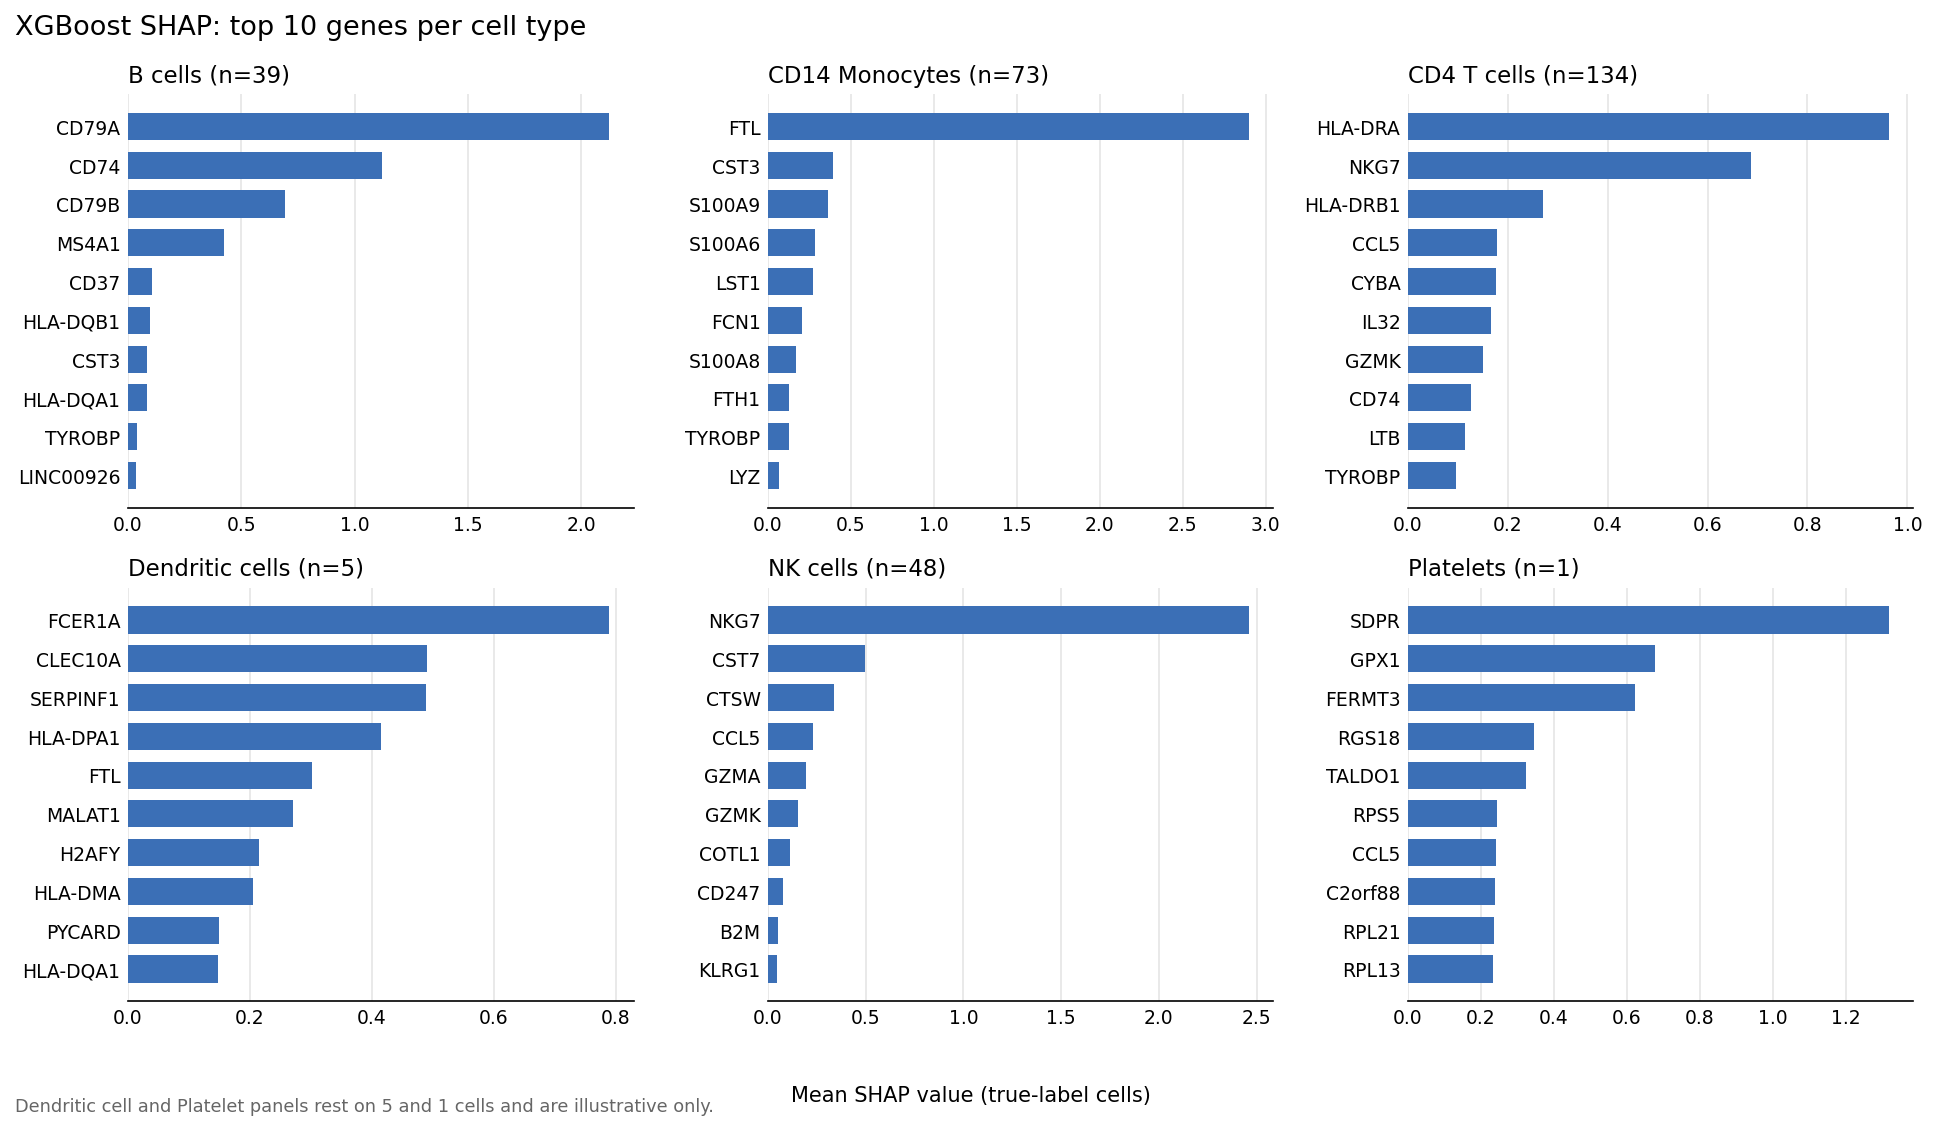 XGBoost SHAP: top 10 genes per cell type
B cells (n=39)
CD79A
CD74
CD79B
MS4A1
CD37
HLA-DQB1
CST3
HLA-DQA1
TYROBP
LINC00926
0.0 0.5 1.0 1.5 2.0
CD14 Monocytes (n=73)
FTL
CST3
S100A9
S100A6
LST1
FCN1
S100A8
FTH1
TYROBP
LYZ
0.0 0.5 1.0 1.5 2.0 2.5 3.0
CD4 T cells (n=134)
HLA-DRA
NKG7
HLA-DRB1
CCL5
CYBA
IL32
GZMK
CD74
LTB
TYROBP
0.0 0.2 0.4 0.6 0.8 1.0
Dendritic cells (n=5)
FCER1A
CLEC10A
SERPINF1
HLA-DPA1
FTL
MALAT1
H2AFY
HLA-DMA
PYCARD
HLA-DQA1
0.0 0.2 0.4 0.6 0.8
NK cells (n=48)
NKG7
CST7
CTSW
CCL5
GZMA
GZMK
COTL1
CD247
B2M
KLRG1
0.0 0.5 1.0 1.5 2.0 2.5
Platelets (n=1)
SDPR
GPX1
FERMT3
RGS18
TALDO1
RPS5
CCL5
C2orf88
RPL21
RPL13
0.0 0.2 0.4 0.6 0.8 1.0 1.2
Mean SHAP value (true-label cells)
Dendritic cell and Platelet panels rest on 5 and 1 cells and are illustrative only.